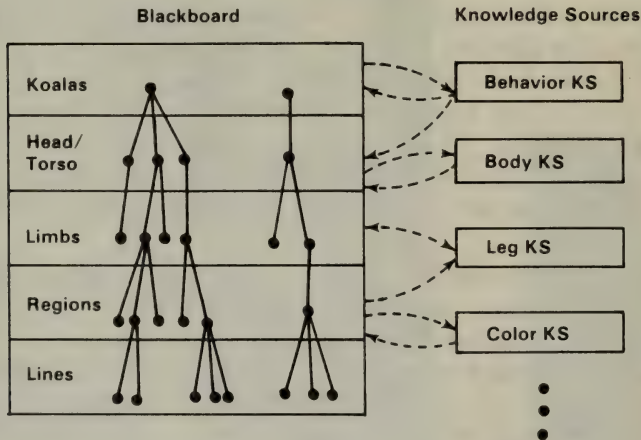 Blackboard
Knowledge Sources
Koalas
Head/
Torso
Limbs
Regions
Lines
Behavior KS
Body KS
Leg KS
Color KS